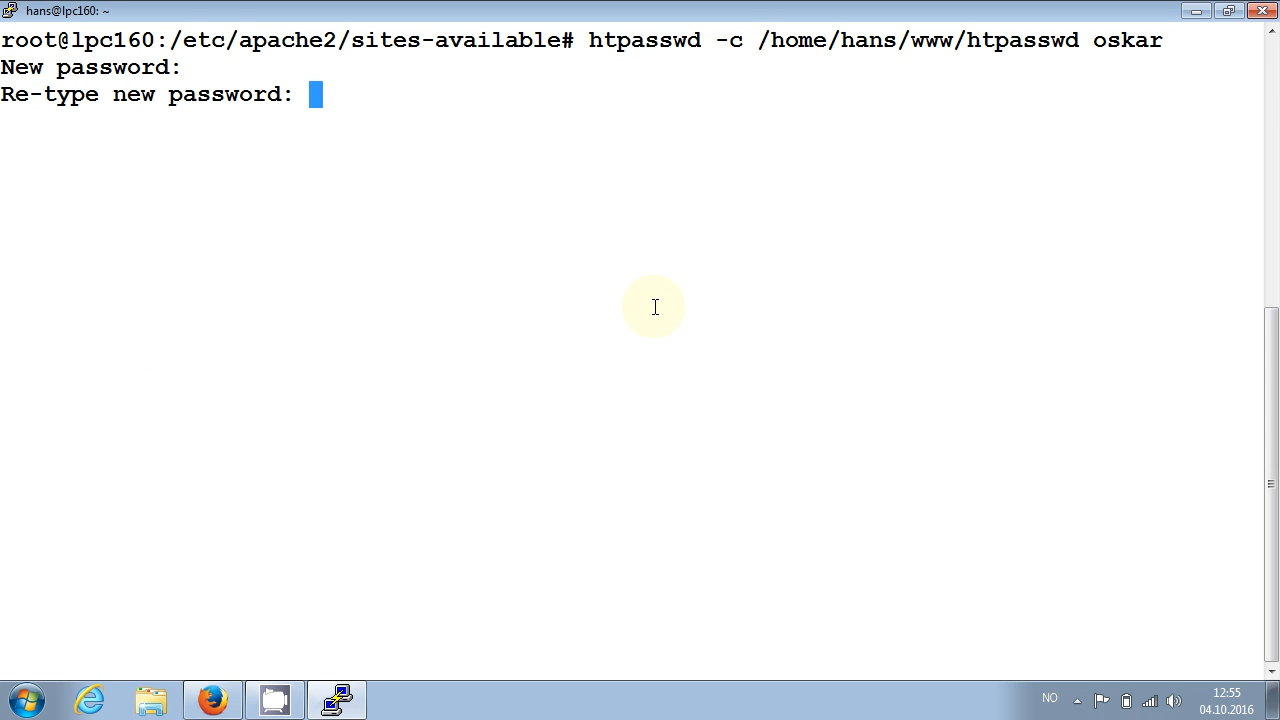 hans@lpc160: ~
root@lpc160:/etc/apache2/sites-available# htpasswd -c /home/hans/www/htpasswd oskar
New password:
Re-type new password:
NO
12:55
04.10.2016